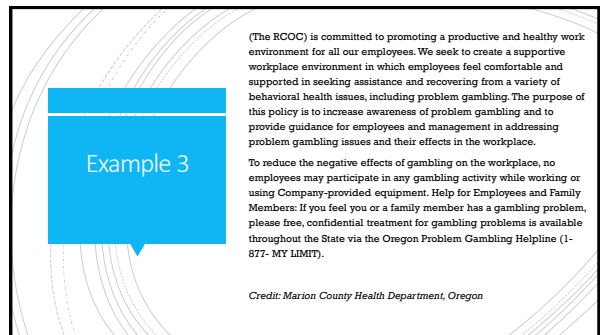 Example 3
(The RCOC) is committed to promoting a productive and healthy work
environment for all our employees. We seek to create a supportive
workplace environment in which employees feel comfortable and
supported in seeking assistance and recovering from a variety of
behavioral health issues, including problem gambling. The purpose of
this policy is to increase awareness of problem gambling and to
provide guidance for employees and management in addressing
problem gambling issues and their effects in the workplace.
To reduce the negative effects of gambling on the workplace, no
employees may participate in any gambling activity while working or
using Company-provided equipment. Help for Employees and Family
Members: If you feel you or a family member has a gambling problem,
please free, confidential treatment for gambling problems is available
throughout the State via the Oregon Problem Gambling Helpline (1-
877- MY LIMIT).
Credit: Marion County Health Department, Oregon